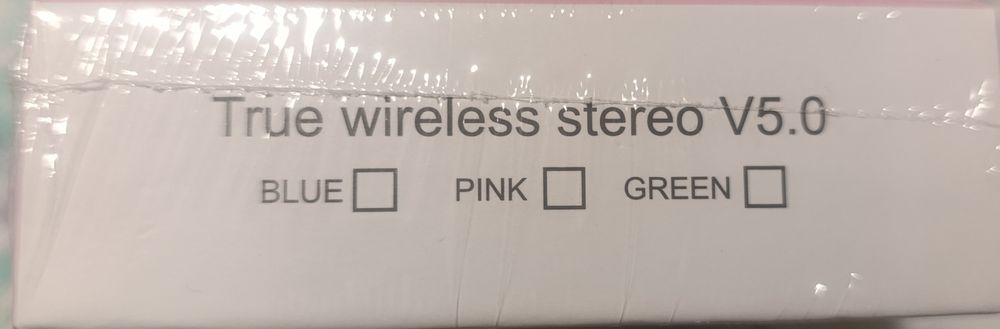 True wireless stereo V5.0
BLUE PINK GREEN